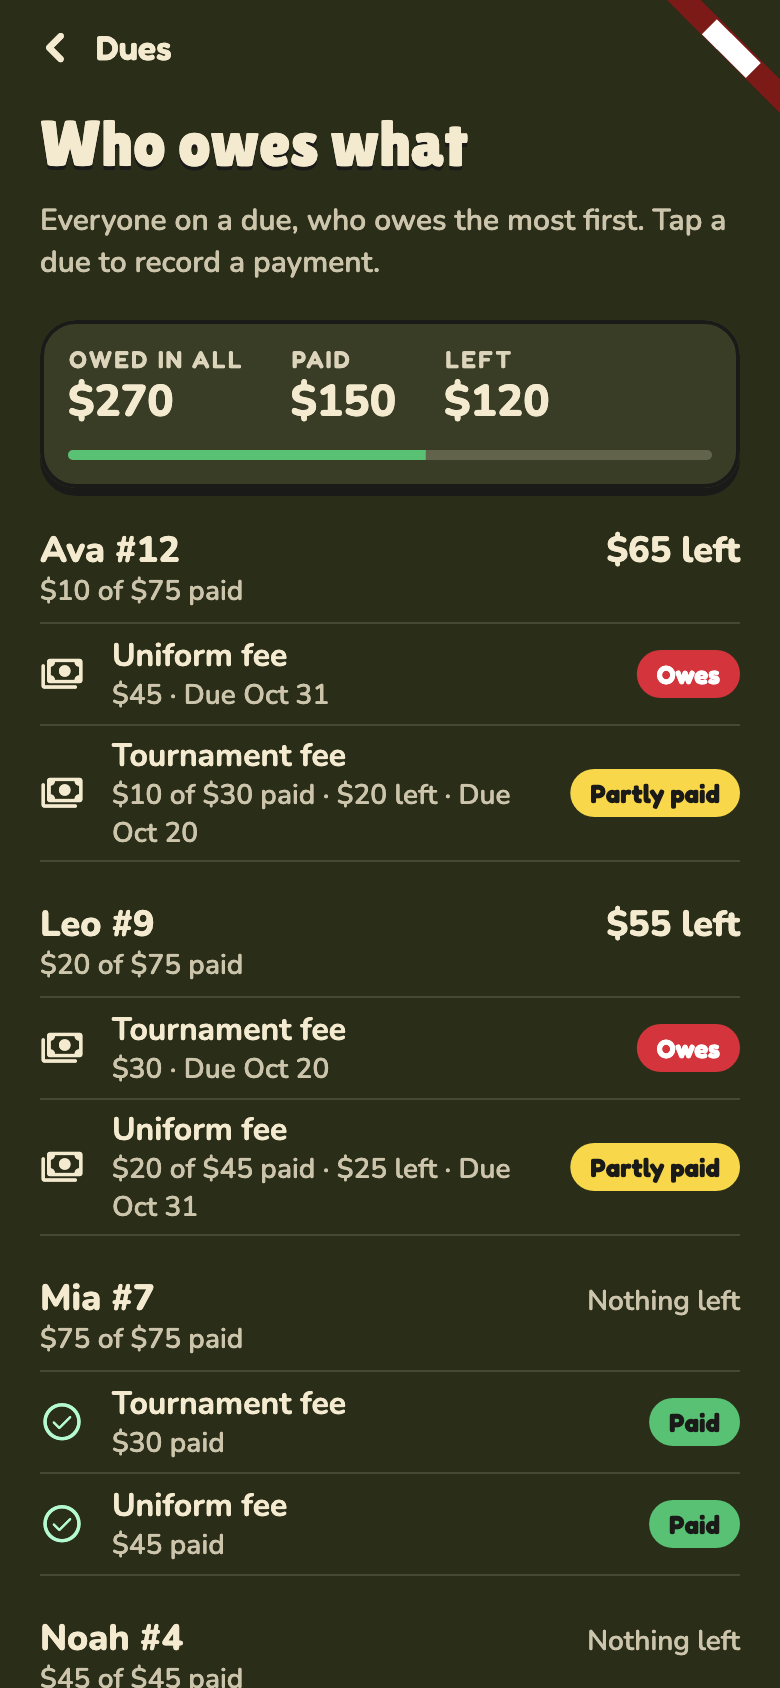 Dues
Who owes what
Everyone on a due, who owes the most first. Tap a
due to record a payment.
OWED IN ALL PAID LEFT
$270 $150 $120
Ava #12 $65 left
$10 of $75 paid
Uniform fee
$45 · Due Oct 31
Owes
Tournament fee
$10 of $30 paid · $20 left · Due
Oct 20
Partly paid
Leo #9 $55 left
$20 of $75 paid
Tournament fee
$30 · Due Oct 20
Owes
Uniform fee
$20 of $45 paid · $25 left · Due
Oct 31
Partly paid
Mia #7 Nothing left
$75 of $75 paid
Tournament fee
$30 paid
Paid
Uniform fee
$45 paid
Paid
Noah #4 Nothing left
$45 of $45 paid